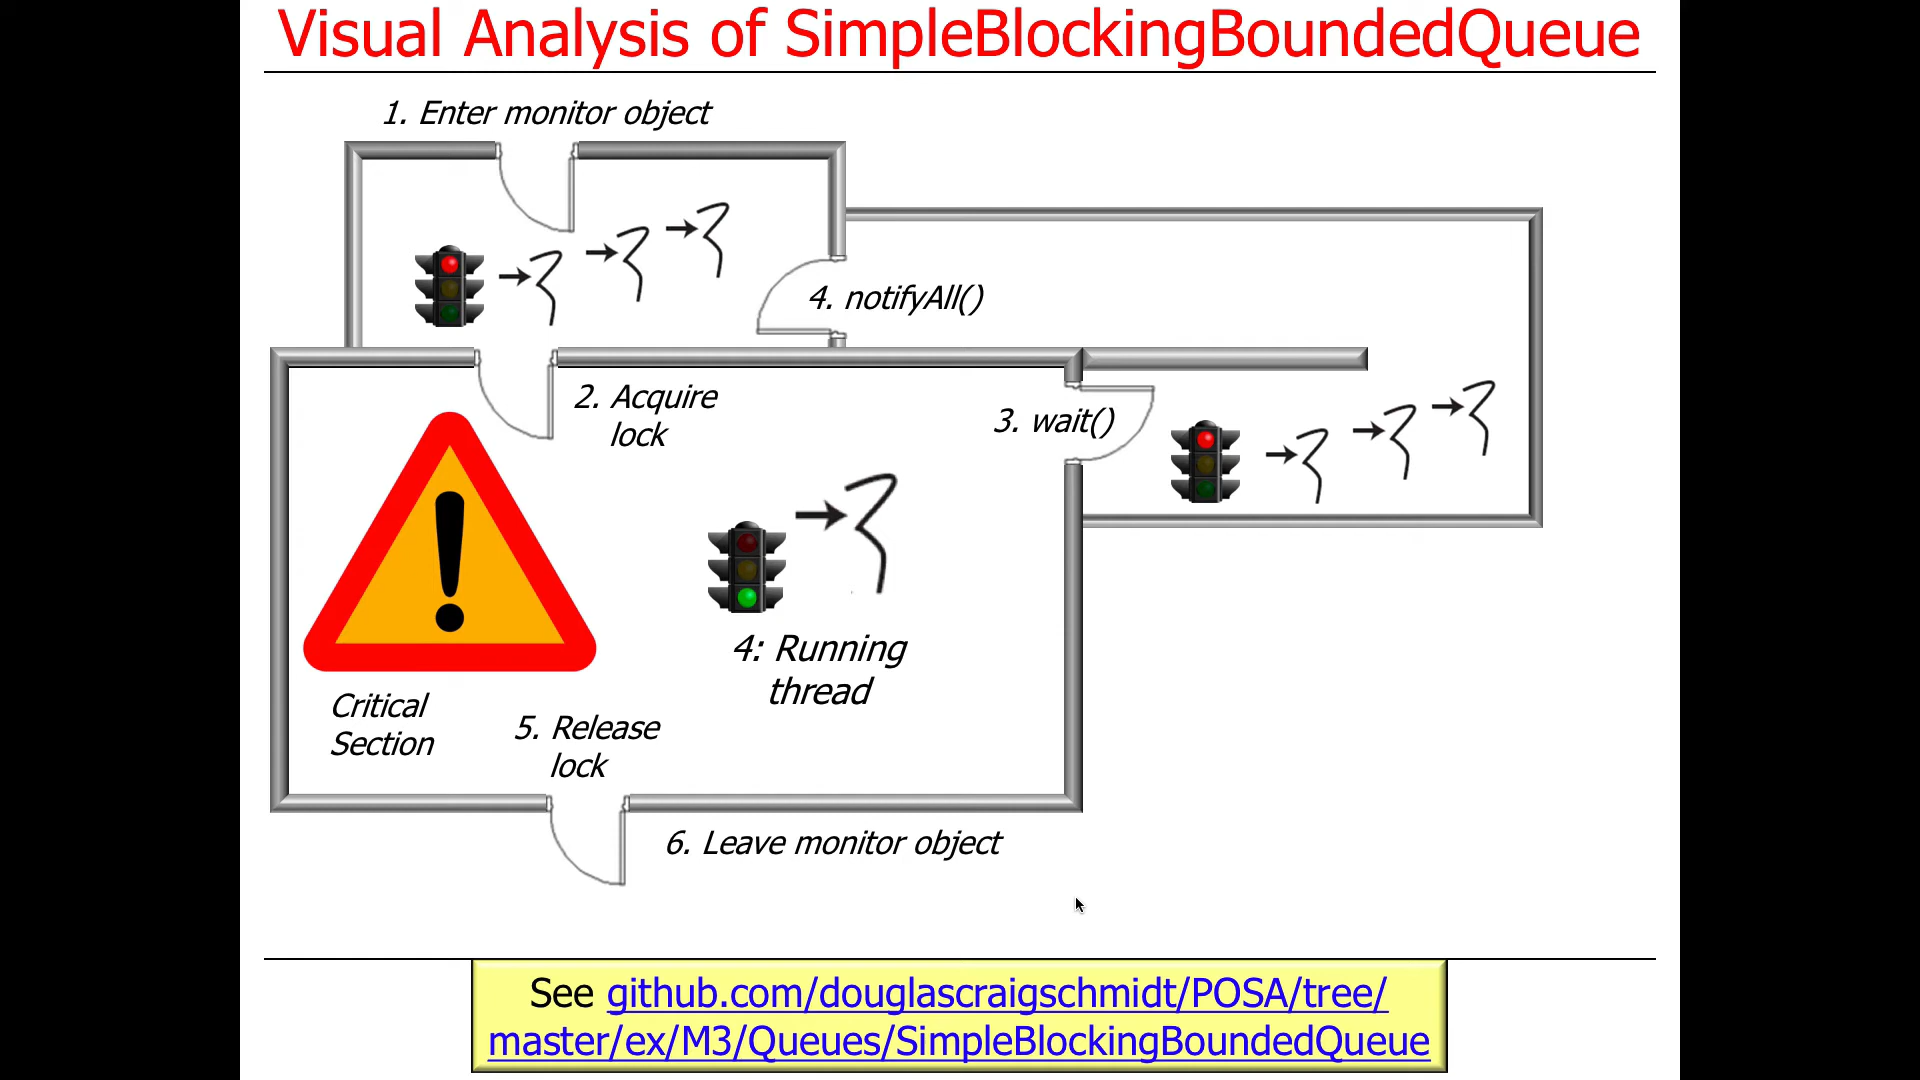 Visual Analysis of SimpleBlockingBoundedQueue
1. Enter monitor object
4. notifyAll()
2. Acquire
lock
3. wait()
4: Running
thread
Critical
Section
5. Release
lock
6. Leave monitor object
See github.com/douglascraigschmidt/POSA/tree/
master/ex/M3/Queues/SimpleBlockingBoundedQueue